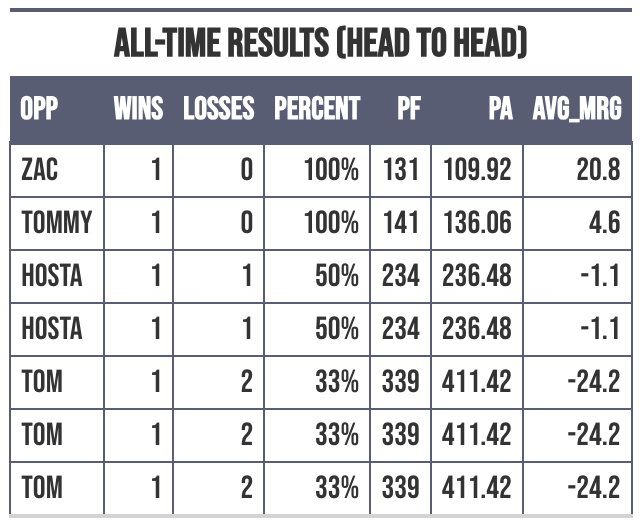 ALL-TIME RESULTS (HEAD TO HEAD)
OPP WINS LOSSES PERCENT PF PA AVG_MRG
ZAC 1 0 100% 131 109.92 20.8
TOMMY 1 0 100% 141 136.06 4.6
HOSTA 1 1 50% 234 236.48 -1.1
HOSTA 1 1 50% 234 236.48 -1.1
TOM 1 2 33% 339 411.42 -24.2
TOM 1 2 33% 339 411.42 -24.2
TOM 1 2 33% 339 411.42 -24.2